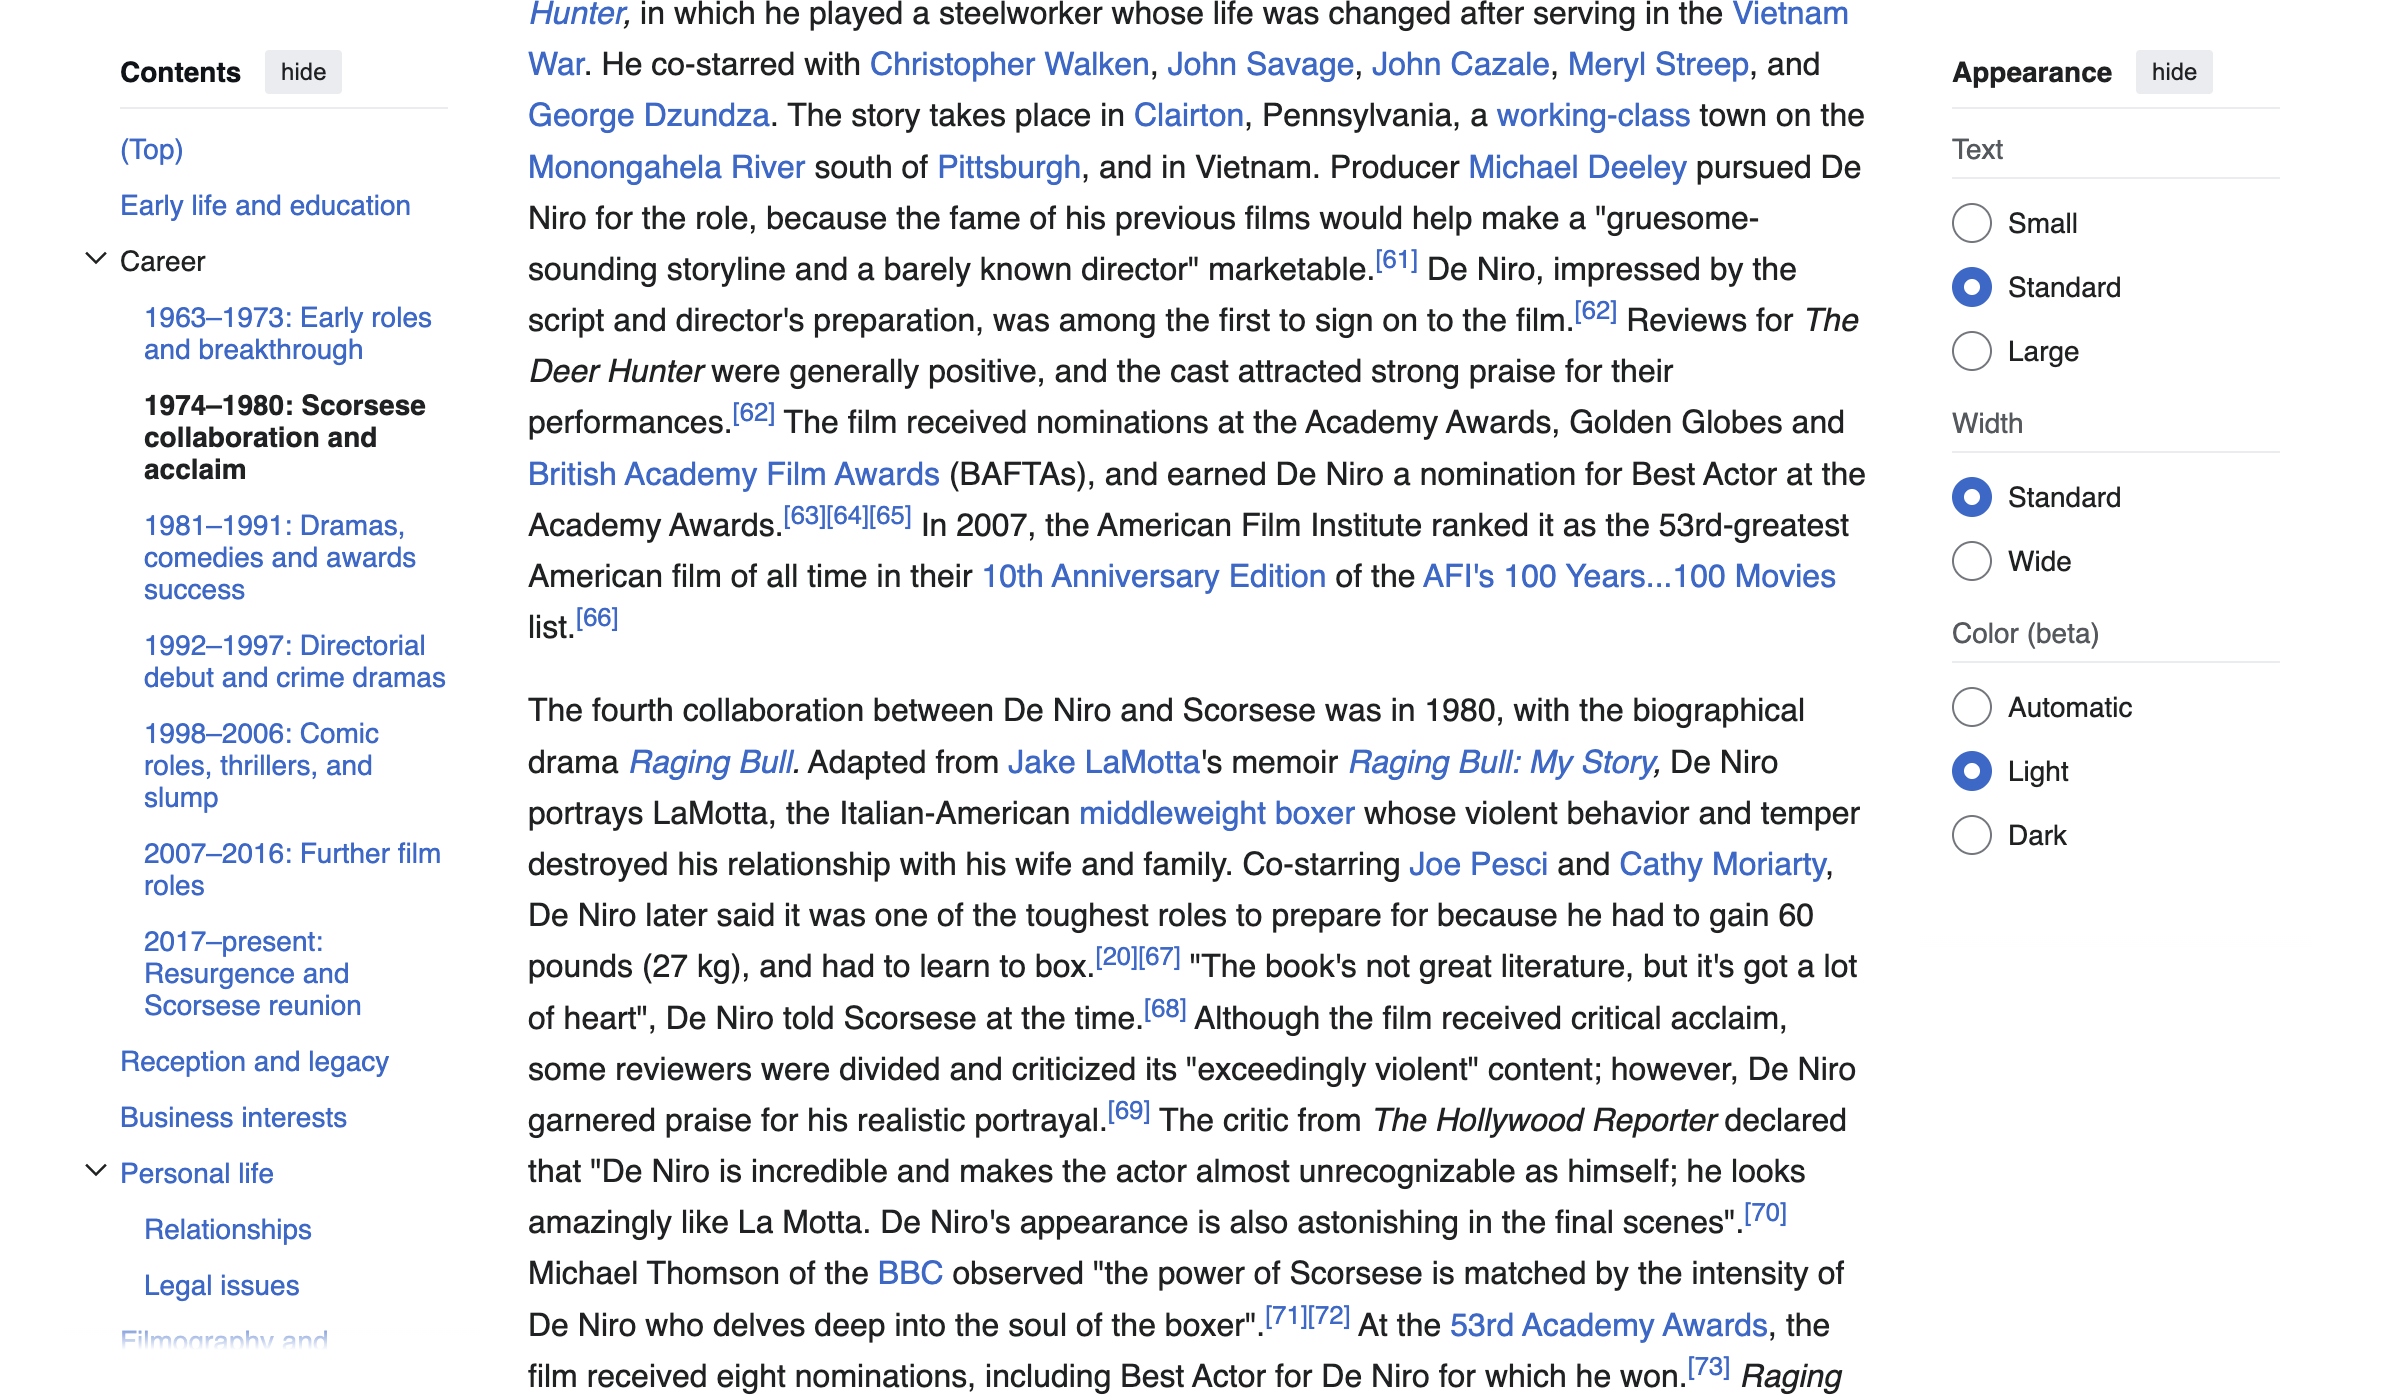 Contents hide
(Top)
Early life and education
Career
1963–1973: Early roles
and breakthrough
1974–1980: Scorsese
collaboration and
acclaim
1981–1991: Dramas,
comedies and awards
success
1992–1997: Directorial
debut and crime dramas
1998–2006: Comic
roles, thrillers, and
slump
2007–2016: Further film
roles
2017–present:
Resurgence and
Scorsese reunion
Reception and legacy
Business interests
Personal life
Relationships
Legal issues
Filmography and
Hunter, in which he played a steelworker whose life was changed after serving in the Vietnam
War. He co-starred with Christopher Walken, John Savage, John Cazale, Meryl Streep, and
George Dzundza. The story takes place in Clairton, Pennsylvania, a working-class town on the
Monongahela River south of Pittsburgh, and in Vietnam. Producer Michael Deeley pursued De
Niro for the role, because the fame of his previous films would help make a "gruesome-
sounding storyline and a barely known director" marketable.[61] De Niro, impressed by the
script and director's preparation, was among the first to sign on to the film.[62] Reviews for The
Deer Hunter were generally positive, and the cast attracted strong praise for their
performances.[62] The film received nominations at the Academy Awards, Golden Globes and
British Academy Film Awards (BAFTAs), and earned De Niro a nomination for Best Actor at the
Academy Awards.[63][64][65] In 2007, the American Film Institute ranked it as the 53rd-greatest
American film of all time in their 10th Anniversary Edition of the AFI's 100 Years...100 Movies
list.[66]
The fourth collaboration between De Niro and Scorsese was in 1980, with the biographical
drama Raging Bull. Adapted from Jake LaMotta's memoir Raging Bull: My Story, De Niro
portrays LaMotta, the Italian-American middleweight boxer whose violent behavior and temper
destroyed his relationship with his wife and family. Co-starring Joe Pesci and Cathy Moriarty,
De Niro later said it was one of the toughest roles to prepare for because he had to gain 60
pounds (27 kg), and had to learn to box.[20][67] "The book's not great literature, but it's got a lot
of heart", De Niro told Scorsese at the time.[68] Although the film received critical acclaim,
some reviewers were divided and criticized its "exceedingly violent" content; however, De Niro
garnered praise for his realistic portrayal.[69] The critic from The Hollywood Reporter declared
that "De Niro is incredible and makes the actor almost unrecognizable as himself; he looks
amazingly like La Motta. De Niro's appearance is also astonishing in the final scenes".[70]
Michael Thomson of the BBC observed "the power of Scorsese is matched by the intensity of
De Niro who delves deep into the soul of the boxer".[71][72] At the 53rd Academy Awards, the
film received eight nominations, including Best Actor for De Niro for which he won.[73] Raging
Appearance hide
Text
Small
Standard
Large
Width
Standard
Wide
Color (beta)
Automatic
Light
Dark